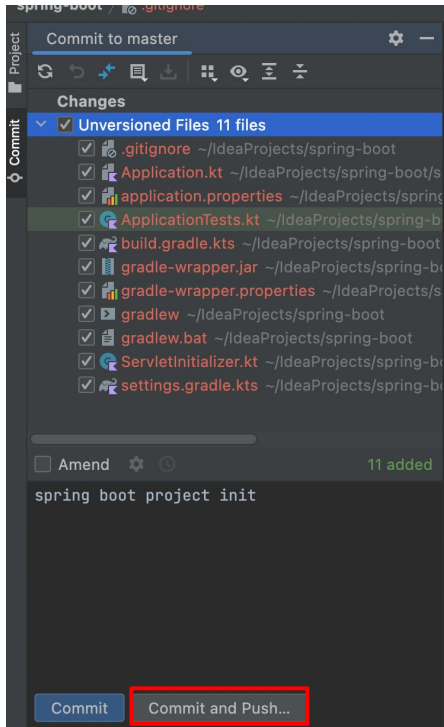 spring-boot / .gitignore
Project
Commit
Commit to master
Changes
Unversioned Files 11 files
.gitignore ~/IdeaProjects/spring-boot
Application.kt ~/IdeaProjects/spring-boot/s
application.properties ~/IdeaProjects/spring
ApplicationTests.kt ~/IdeaProjects/spring-b
build.gradle.kts ~/IdeaProjects/spring-boot
gradle-wrapper.jar ~/IdeaProjects/spring-b
gradle-wrapper.properties ~/IdeaProjects/s
gradlew ~/IdeaProjects/spring-boot
gradlew.bat ~/IdeaProjects/spring-boot
ServletInitializer.kt ~/IdeaProjects/spring-b
settings.gradle.kts ~/IdeaProjects/spring-b
Amend
11 added
spring boot project init
Commit
Commit and Push...